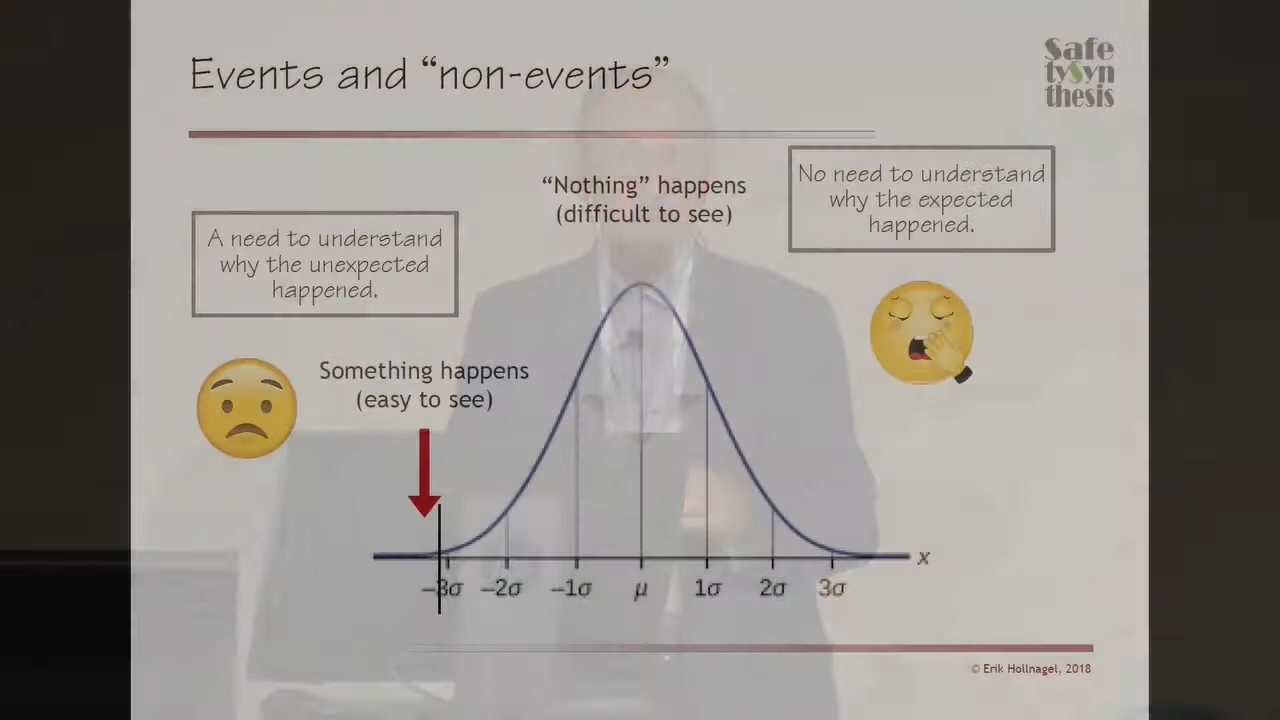 Events and “non-events”
Safe
tySyn
thesis
“Nothing” happens
(difficult to see)
No need to understand
why the expected
happened.
A need to understand
why the unexpected
happened.
Something happens
(easy to see)
x
–3σ –2σ –1σ μ 1σ 2σ 3σ
© Erik Hollnagel, 2018